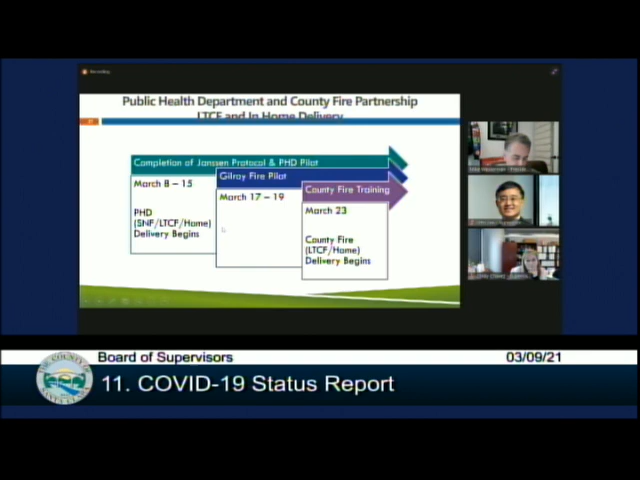 Public Health Department and County Fire Partnership
LTCF and In Home Delivery
37
Completion of Janssen Protocol & PHD Pilot
March 8 – 15
PHD
(SNF/LTCF/Home)
Delivery Begins
Gilroy Fire Pilot
March 17 – 19
County Fire Training
March 23
County Fire
(LTCF/Home)
Delivery Begins
Board of Supervisors
03/09/21
11. COVID-19 Status Report